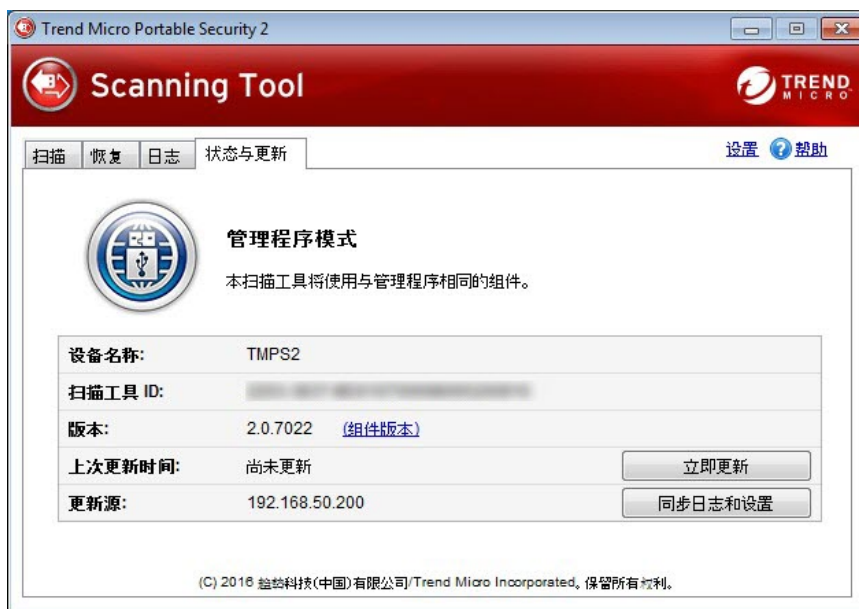 Trend Micro Portable Security 2
Scanning Tool
TREND
MICRO
扫描 恢复 日志 状态与更新 设置 帮助
管理程序模式
本扫描工具将使用与管理程序相同的组件。
设备名称: TMPS2
扫描工具 ID:
版本: 2.0.7022 (组件版本)
上次更新时间: 尚未更新 立即更新
更新源: 192.168.50.200 同步日志和设置
(C) 2016 趋势科技(中国)有限公司/Trend Micro Incorporated。保留所有权利。